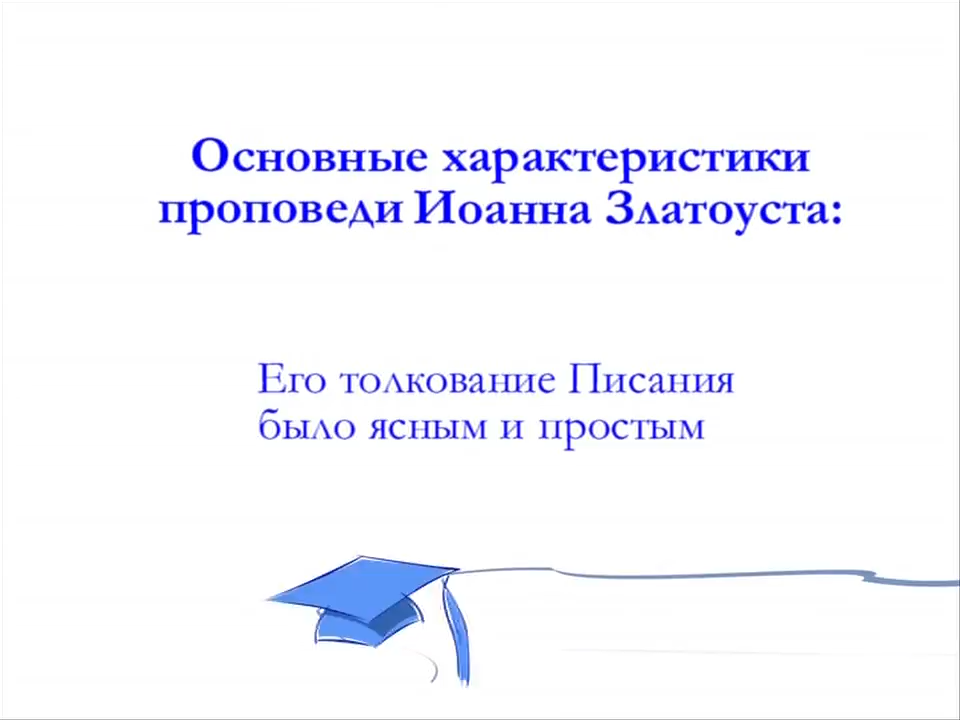 Основные характеристики
проповеди Иоанна Златоуста:
Его толкование Писания
было ясным и простым